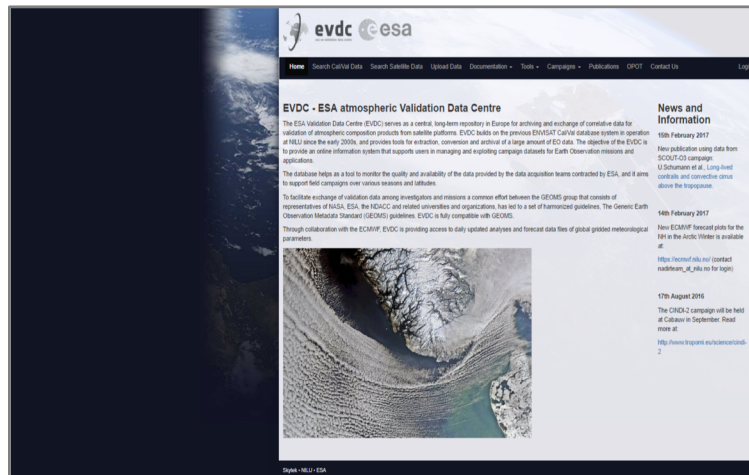 evdc esa
Home Search Cal/Val Data Search Satellite Data Upload Data Documentation Tools Campaigns Publications OPOT Contact Us
EVDC - ESA atmospheric Validation Data Centre
The ESA Validation Data Centre (EVDC) serves as a central, long-term repository in Europe for archiving and exchange of correlative data for
validation of atmospheric composition products from satellite platforms. EVDC builds on the previous ENVISAT Cal/Val database system in operation
at NILU since the early 2000s, and provides tools for extraction, conversion and archival of a large amount of EO data. The objective of the EVDC is
to provide an online information system that supports users in managing and exploiting campaign datasets for Earth Observation missions and
applications.
The database helps as a tool to monitor the quality and availability of the data provided by the data acquisition teams contracted by ESA, and it aims
to support field campaigns over various seasons and latitudes.
To facilitate exchange of validation data among investigators and missions a common effort between the GEOMS group that consists of
representatives of NASA, ESA, the NDACC and related universities and organizations, has led to a set of harmonized guidelines, The Generic Earth
Observation Metadata Standard (GEOMS) guidelines. EVDC is fully compatible with GEOMS.
Through collaboration with the ECMWF, EVDC is providing access to daily updated analyses and forecast data files of global gridded meteorological
parameters.
News and
Information
15th February 2017
New publication using data from
SCOUT-O3 campaign:
U.Schumann et al., Long-lived
contrails and convective cirrus
above the tropopause.
14th February 2017
New ECMWF forecast plots for the
NH in the Arctic Winter is available
at:
https://ecmwf.nilu.no/ (contact
nadirteam_at_nilu.no for login)
17th August 2016
The CINDI-2 campaign will be held
at Cabauw in September. Read
more at:
http://www.tropomi.eu/science/cindi-
2
Skytek • NILU • ESA